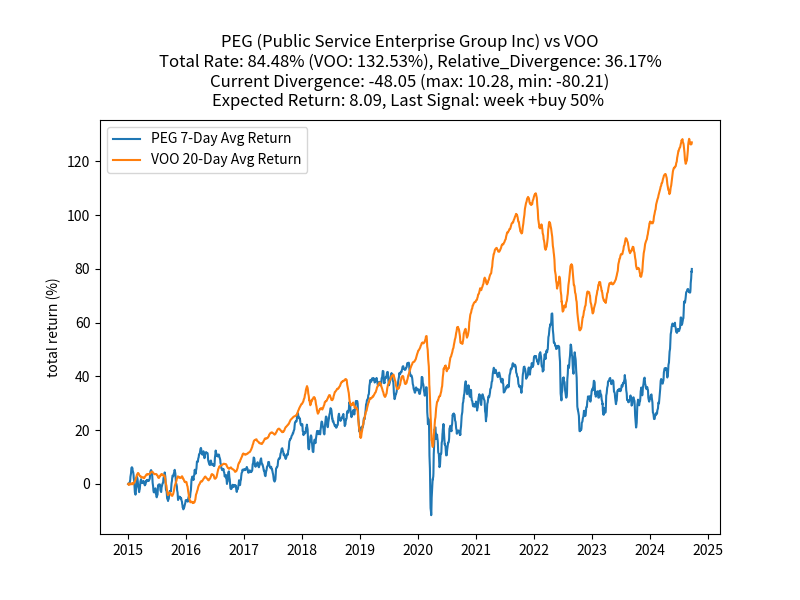 PEG (Public Service Enterprise Group Inc) vs VOO
Total Rate: 84.48% (VOO: 132.53%), Relative_Divergence: 36.17%
Current Divergence: -48.05 (max: 10.28, min: -80.21)
Expected Return: 8.09, Last Signal: week +buy 50%
PEG 7-Day Avg Return
VOO 20-Day Avg Return
total return (%)
120
100
80
60
40
20
0
2015 2016 2017 2018 2019 2020 2021 2022 2023 2024 2025